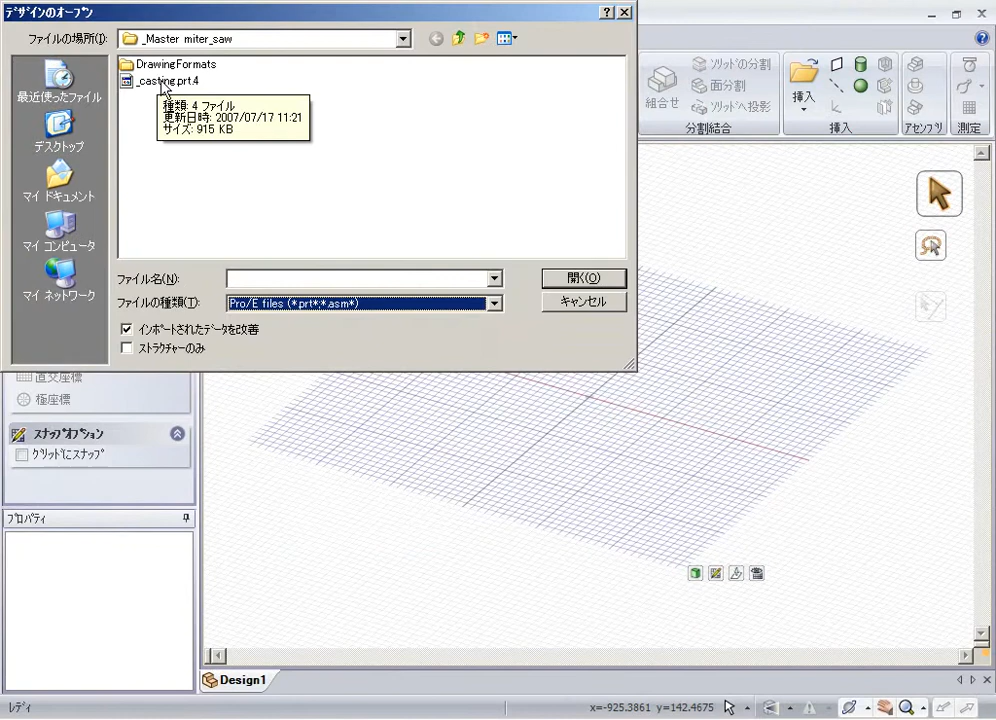 デザインのオープン
ファイルの場所(I):
_Master miter_saw
DrawingFormats
_casting.prt.4
種類: 4 ファイル
更新日時: 2007/07/17 11:21
サイズ: 915 KB
最近使ったファイル
デスクトップ
マイ ドキュメント
マイ コンピュータ
マイ ネットワーク
ファイル名(N):
開く(O)
ファイルの種類(T):
Pro/E files (*prt*;*asm*)
キャンセル
インポートされたデータを改善
ストラクチャーのみ
組合せ
ソリッドの分割
面分割
ソリッドへ投影
分割結合
挿入
挿入
アセンブリ
測定
直交座標
極座標
スナップオプション
グリッドにスナップ
プロパティ
Design1
レディ
x=-925.3861 y=142.4675